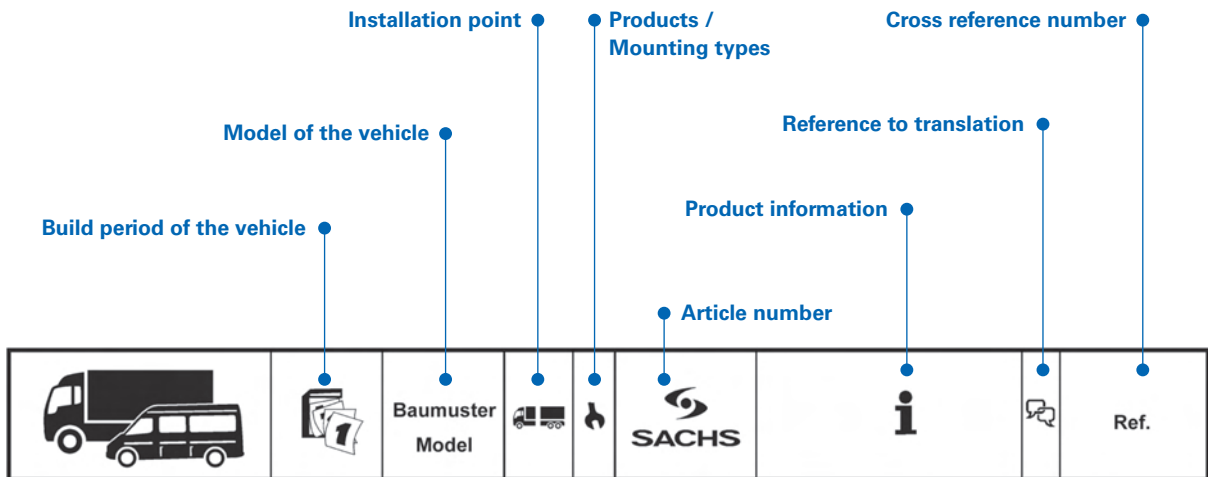 Installation point
Products /
Mounting types
Cross reference number
Model of the vehicle
Reference to translation
Build period of the vehicle
Product information
Article number
1
Baumuster
Model
SACHS
i
Ref.